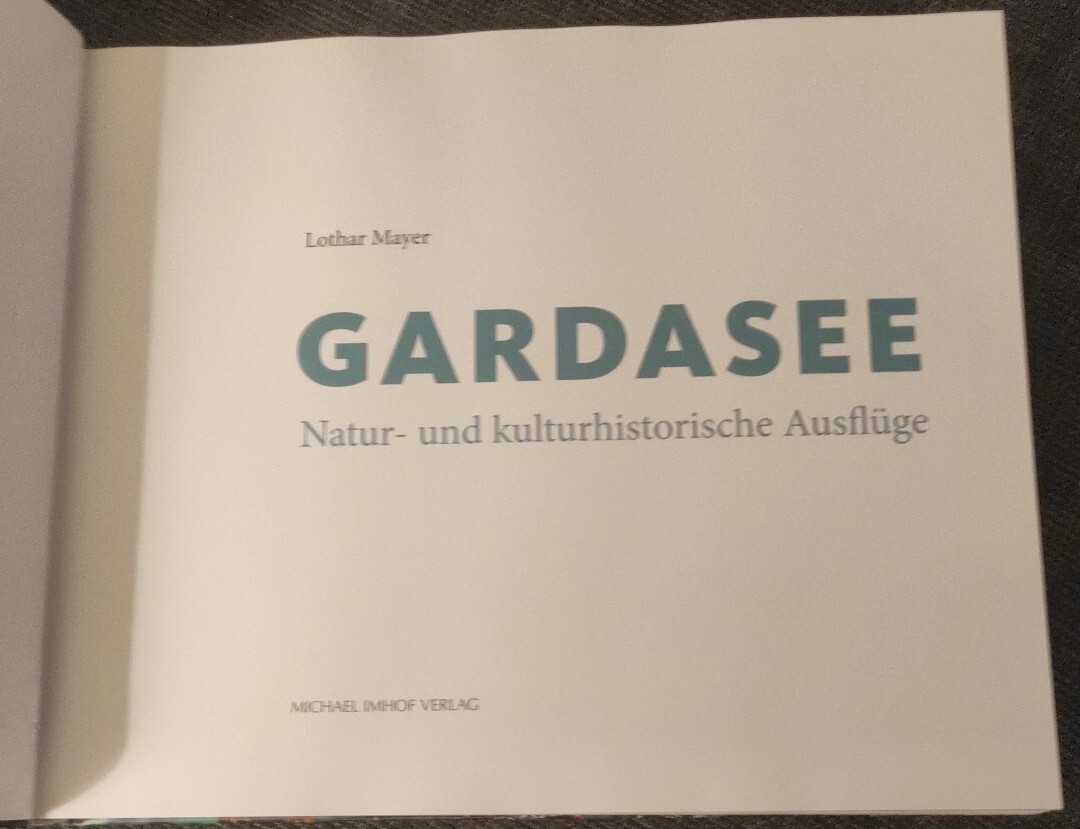 Lothar Mayer
GARDASEE
Natur- und kulturhistorische Ausflüge
MICHAEL IMHOF VERLAG